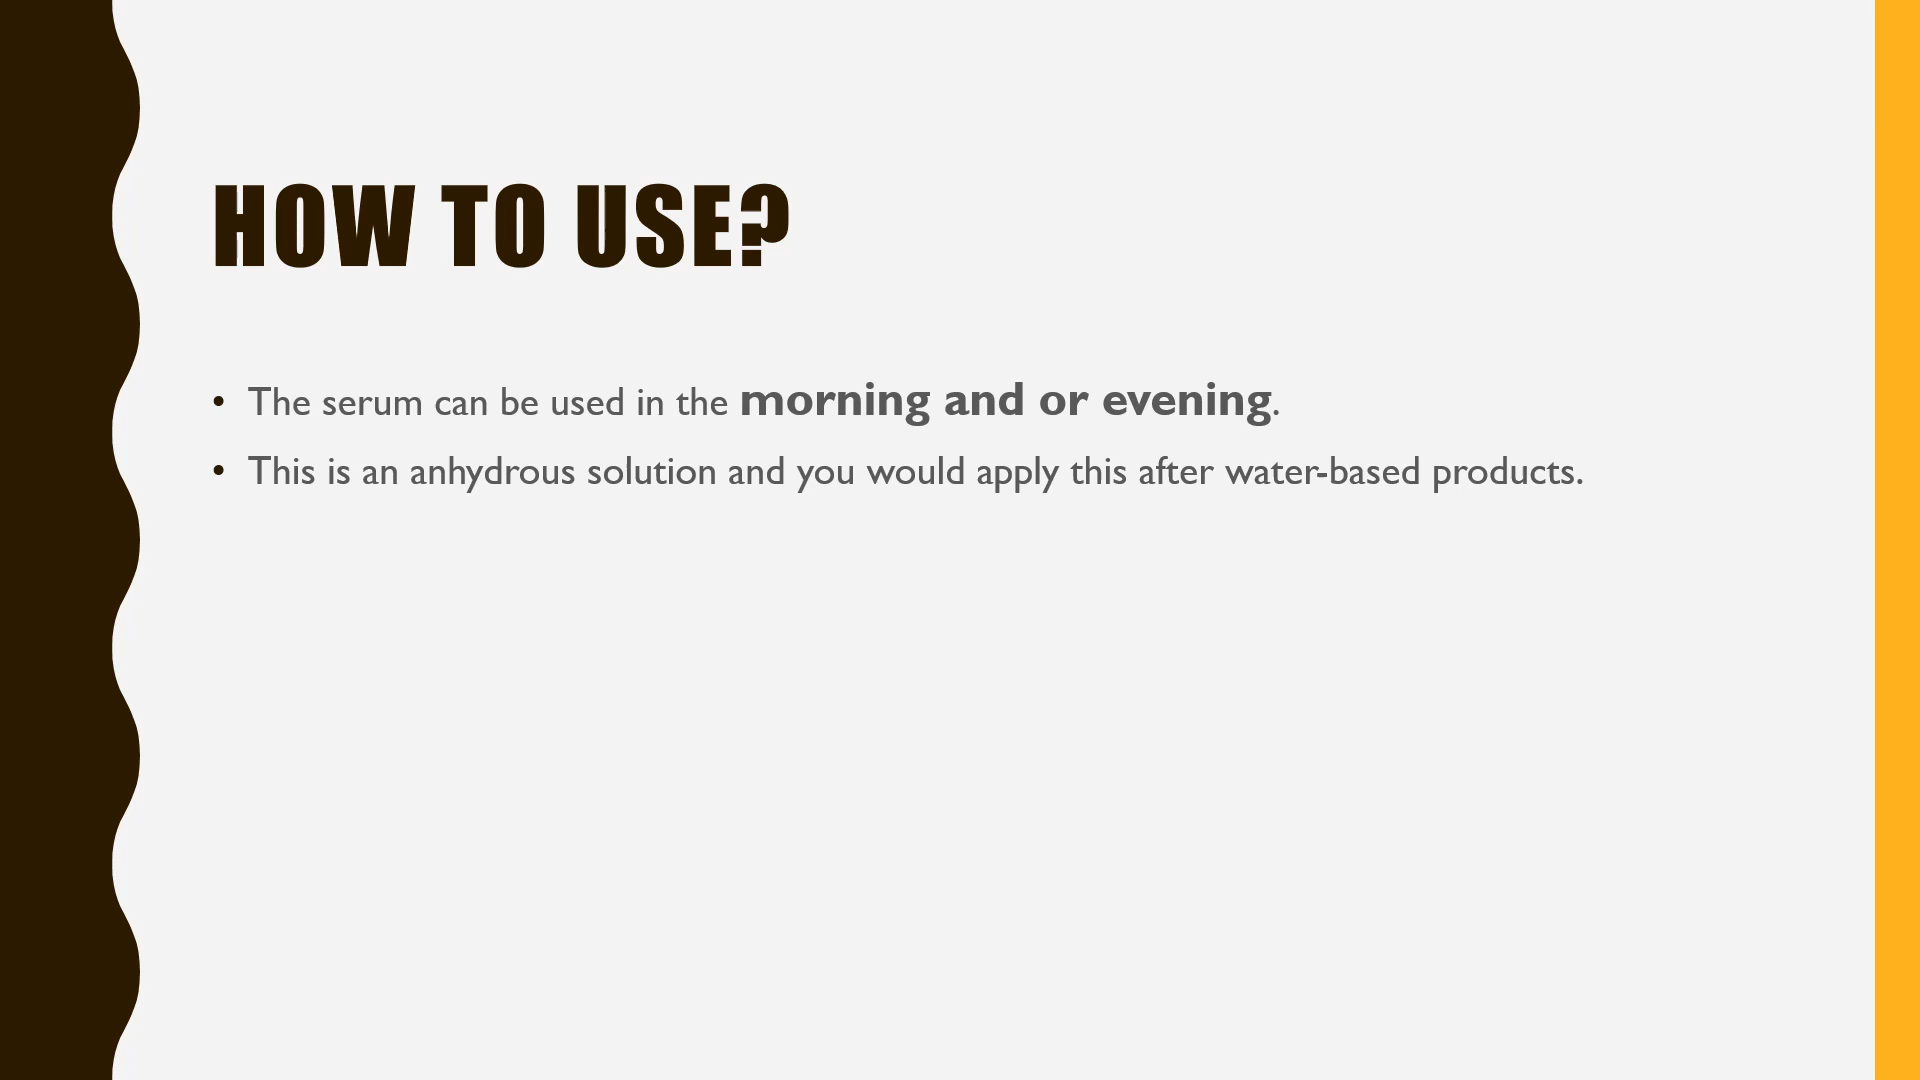 HOW TO USE?
• The serum can be used in the morning and or evening.
• This is an anhydrous solution and you would apply this after water-based products.